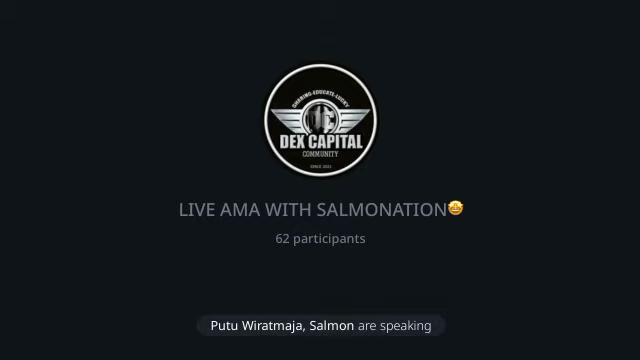 SHARING-EDUCATE-LUCKY
DEX CAPITAL
COMMUNITY
SINCE 2021
LIVE AMA WITH SALMONATION🤩
62 participants
Putu Wiratmaja, Salmon are speaking